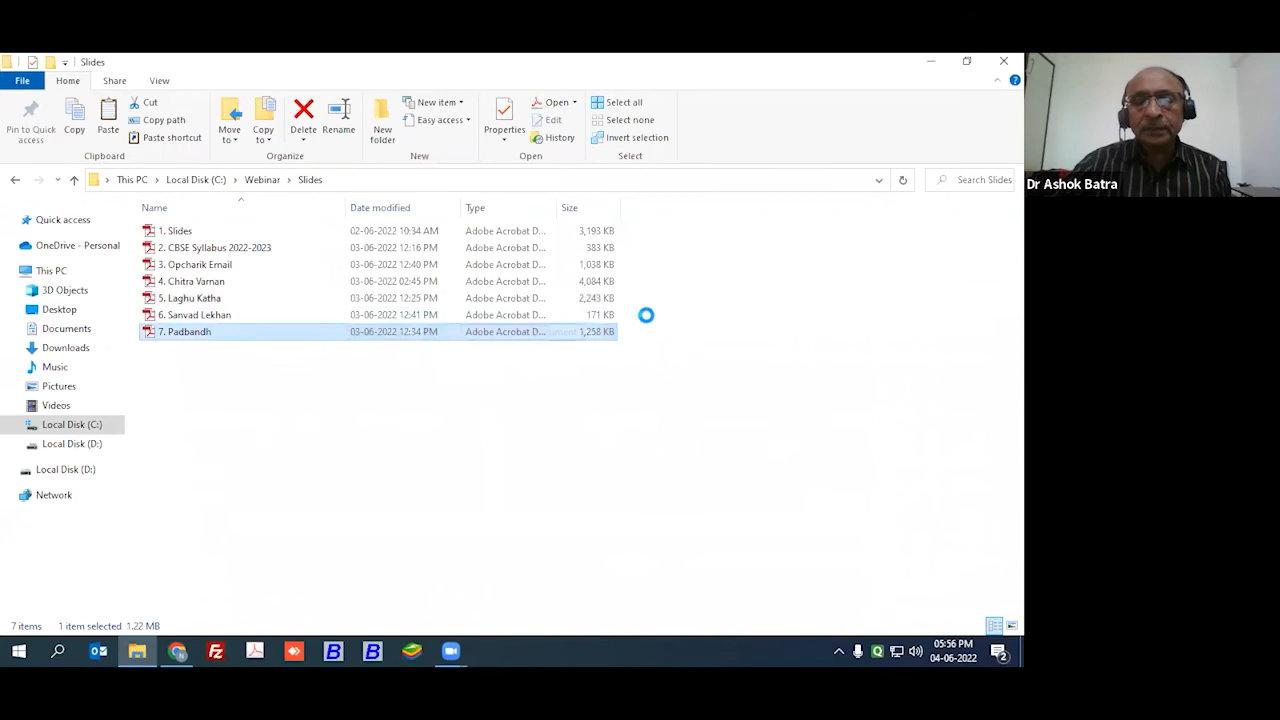 Slides
File Home Share View
Pin to Quick access
Copy
Paste
Cut
Copy path
Paste shortcut
Move to
Copy to
Delete
Rename
New folder
New item
Easy access
Properties
Open
Edit
History
Select all
Select none
Invert selection
Clipboard Organize New Open Select
This PC > Local Disk (C:) > Webinar > Slides
Search Slides
Name Date modified Type Size
1. Slides 02-06-2022 10:34 AM Adobe Acrobat D... 3,193 KB
2. CBSE Syllabus 2022-2023 03-06-2022 12:16 PM Adobe Acrobat D... 383 KB
3. Opcharik Email 03-06-2022 12:40 PM Adobe Acrobat D... 1,038 KB
4. Chitra Varnan 03-06-2022 02:45 PM Adobe Acrobat D... 4,084 KB
5. Laghu Katha 03-06-2022 12:25 PM Adobe Acrobat D... 2,243 KB
6. Sanvad Lekhan 03-06-2022 12:41 PM Adobe Acrobat D... 171 KB
7. Padbandh 03-06-2022 12:34 PM Adobe Acrobat D... 1,258 KB
Quick access
OneDrive - Personal
This PC
3D Objects
Desktop
Documents
Downloads
Music
Pictures
Videos
Local Disk (C:)
Local Disk (D:)
Local Disk (D:)
Network
7 items 1 item selected 1.22 MB
05:56 PM
04-06-2022
2
Dr Ashok Batra